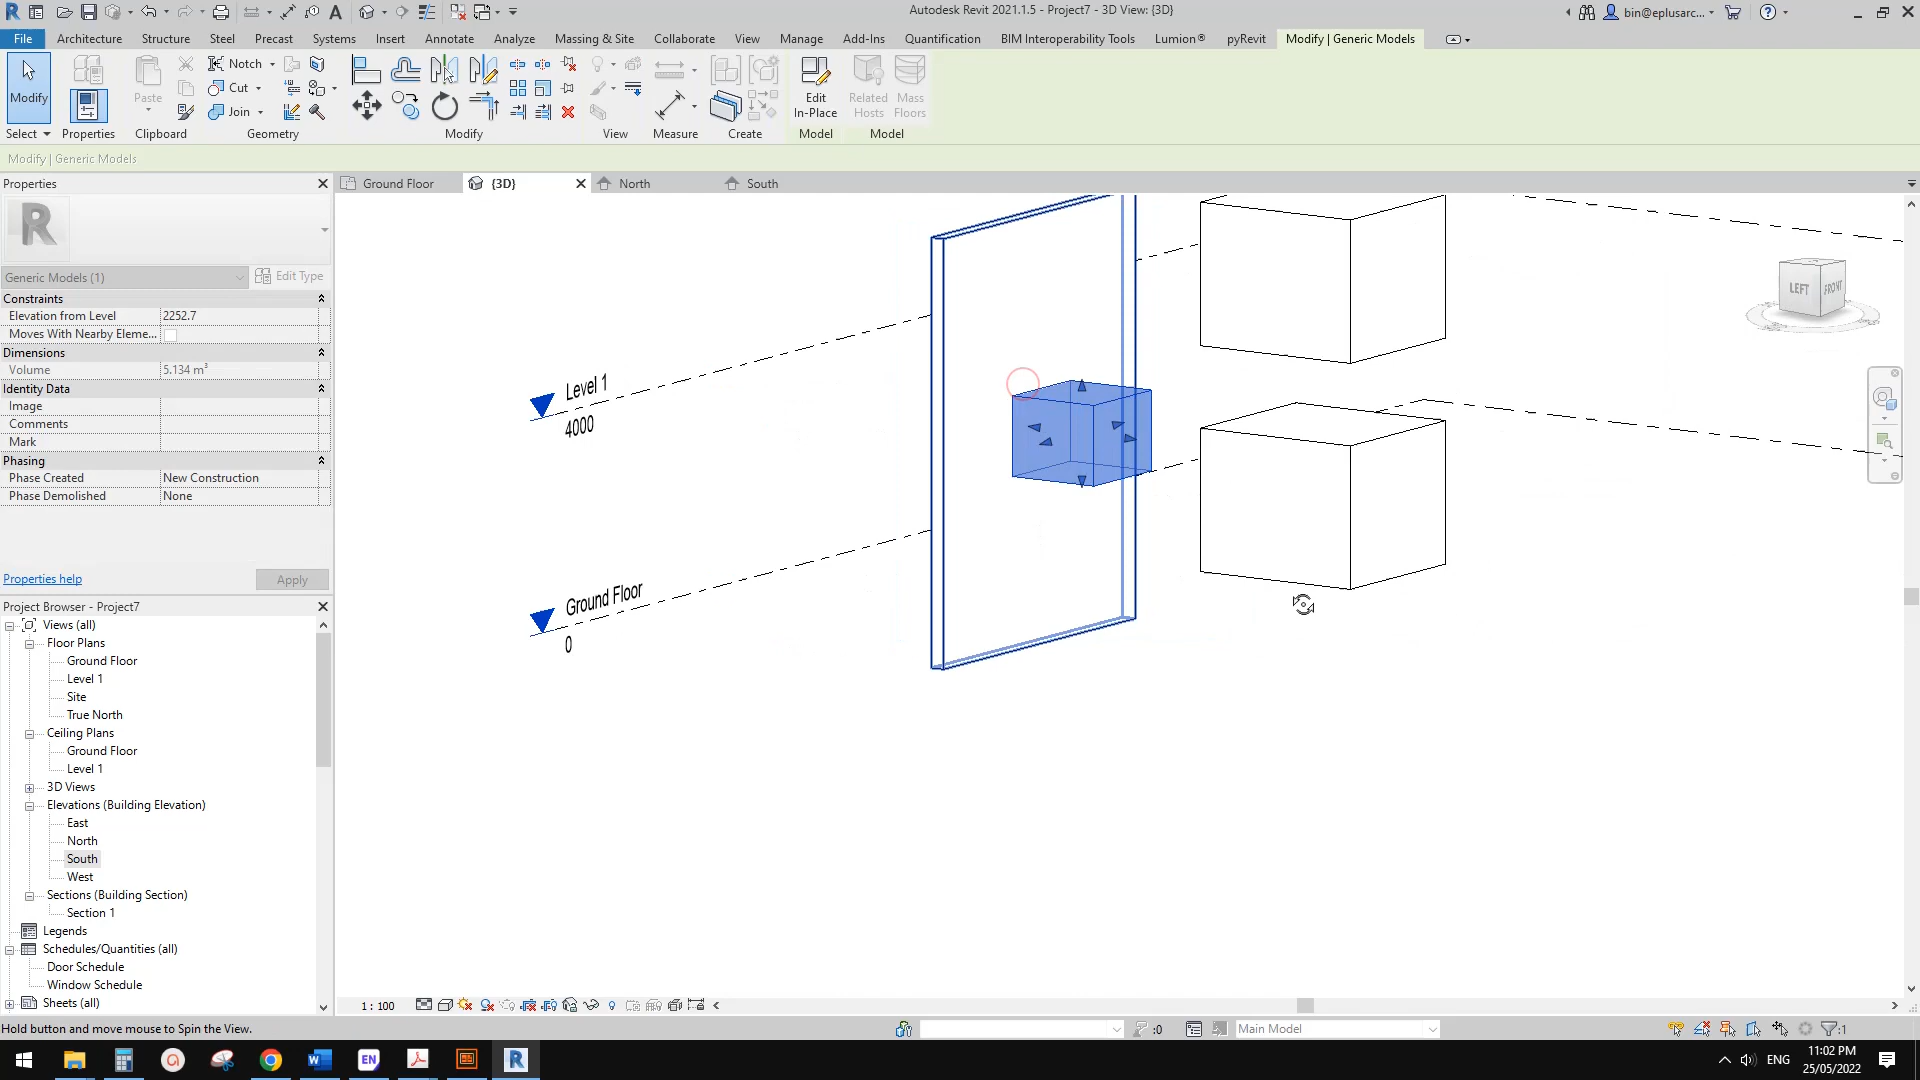 Autodesk Revit 2021.1.5 - Project7 - 3D View: {3D}
bin@eplusarc...
File
Architecture
Structure
Steel
Precast
Systems
Insert
Annotate
Analyze
Massing & Site
Collaborate
View
Manage
Add-Ins
Quantification
BIM Interoperability Tools
Lumion®
pyRevit
Modify | Generic Models
Modify
Paste
Notch
Cut
Join
Edit
In-Place
Related
Hosts
Mass
Floors
Select
Properties
Clipboard
Geometry
Modify
View
Measure
Create
Model
Model
Modify | Generic Models
Properties
Ground Floor
{3D}
North
South
Generic Models (1)
Edit Type
Constraints
Elevation from Level 2252.7
Moves With Nearby Eleme...
Dimensions
Volume 5.134 m³
Identity Data
Image
Comments
Mark
Phasing
Phase Created New Construction
Phase Demolished None
Properties help
Apply
Project Browser - Project7
Views (all)
Floor Plans
Ground Floor
Level 1
Site
True North
Ceiling Plans
Ground Floor
Level 1
3D Views
Elevations (Building Elevation)
East
North
South
West
Sections (Building Section)
Section 1
Legends
Schedules/Quantities (all)
Door Schedule
Window Schedule
Sheets (all)
Level 1
4000
Ground Floor
0
LEFT
FRONT
1 : 100
Hold button and move mouse to Spin the View.
:0
Main Model
:1
EN
ENG
11:02 PM
25/05/2022